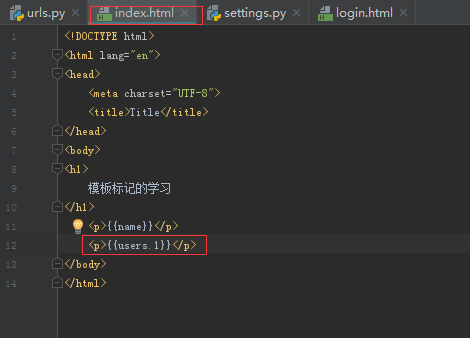 urls.py index.html settings.py login.html
1 <!DOCTYPE html>
2 <html lang="en">
3 <head>
4 <meta charset="UTF-8">
5 <title>Title</title>
6 </head>
7 <body>
8 <h1>
9 模板标记的学习
10 </h1>
11 <p>{{name}}</p>
12 <p>{{users.1}}</p>
13 </body>
14 </html>